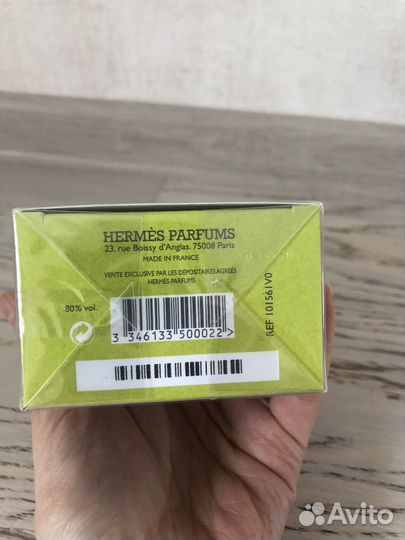 HERMÈS PARFUMS
23, rue Boissy d'Anglas. 75008 Paris
MADE IN FRANCE
VENTE EXCLUSIVE PAR LES DÉPOSITAIRES AGRÉÉS
HERMÈS PARFUMS
80% vol.
3 346133 500022 >
REF 101561V0
Avito